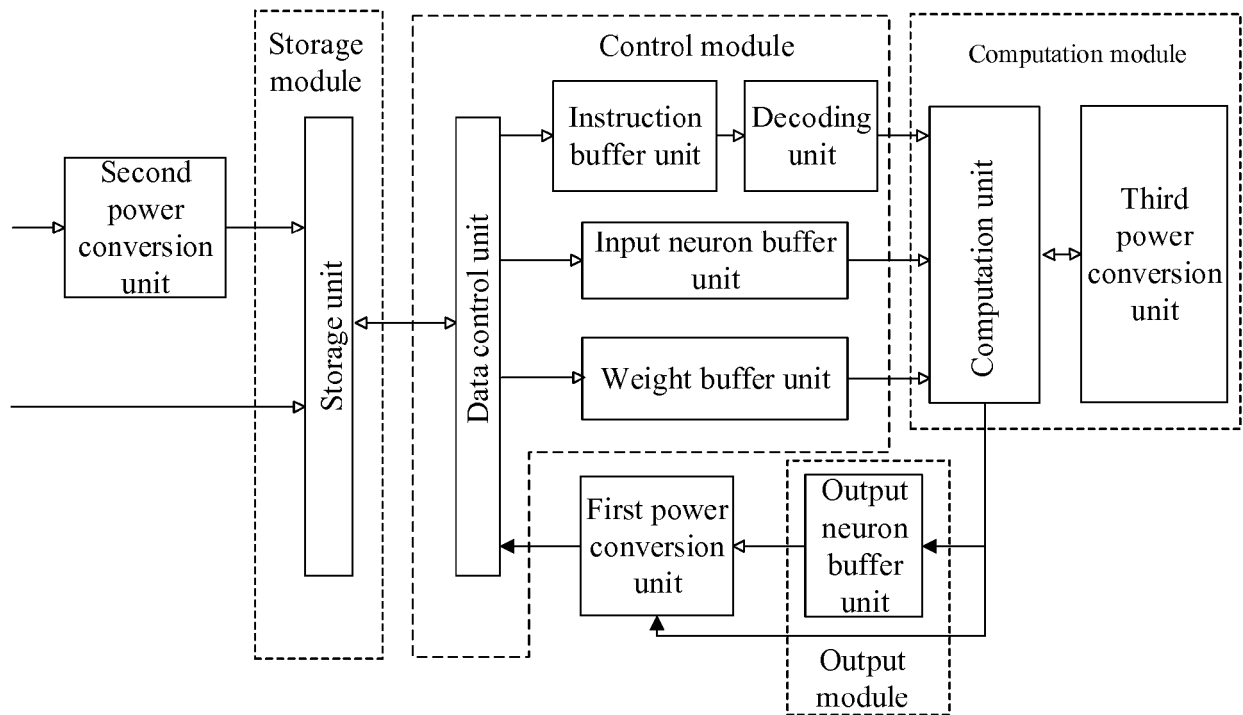 Storage
module
Control module
Computation module
Second
power
conversion
unit
Storage unit
Data control unit
Instruction
buffer unit
Decoding
unit
Input neuron buffer
unit
Weight buffer unit
Computation unit
Third
power
conversion
unit
First power
conversion
unit
Output
neuron
buffer
unit
Output
module